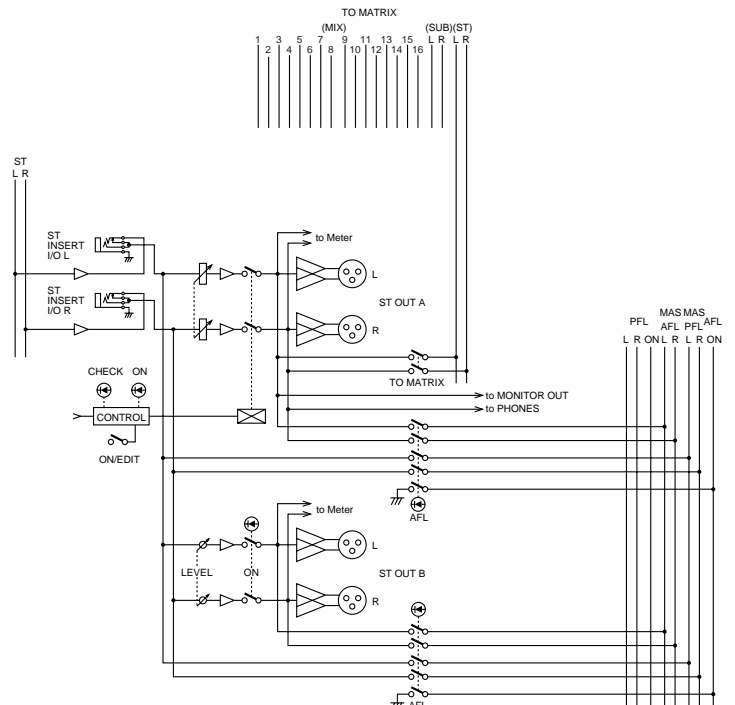 TO MATRIX
(MIX)
(SUB)(ST)
1 3 5 7 9 11 13 15 L R L R
2 4 6 8 10 12 14 16
ST
L R
ST
INSERT
I/O L
to Meter
L
ST
INSERT
I/O R
ST OUT A
R
TO MATRIX
to MONITOR OUT
to PHONES
CHECK ON
CONTROL
ON/EDIT
PFL
MAS MAS
AFL PFL AFL
L R ON L R L R ON
AFL
to Meter
L
LEVEL ON
ST OUT B
R
AFL